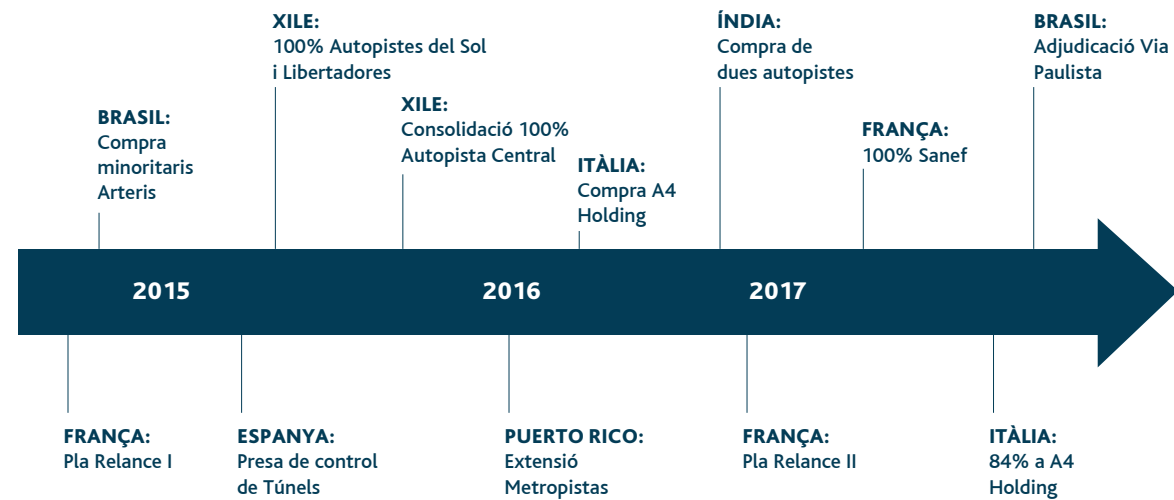 XILE:
100% Autopistes del Sol
i Libertadores
ÍNDIA:
Compra de
dues autopistes
BRASIL:
Adjudicació Via
Paulista
BRASIL:
Compra
minoritaris
Arteris
XILE:
Consolidació 100%
Autopista Central
ITÀLIA:
Compra A4
Holding
FRANÇA:
100% Sanef
2015
2016
2017
FRANÇA:
Pla Relance I
ESPANYA:
Presa de control
de Túnels
PUERTO RICO:
Extensió
Metropistas
FRANÇA:
Pla Relance II
ITÀLIA:
84% a A4
Holding